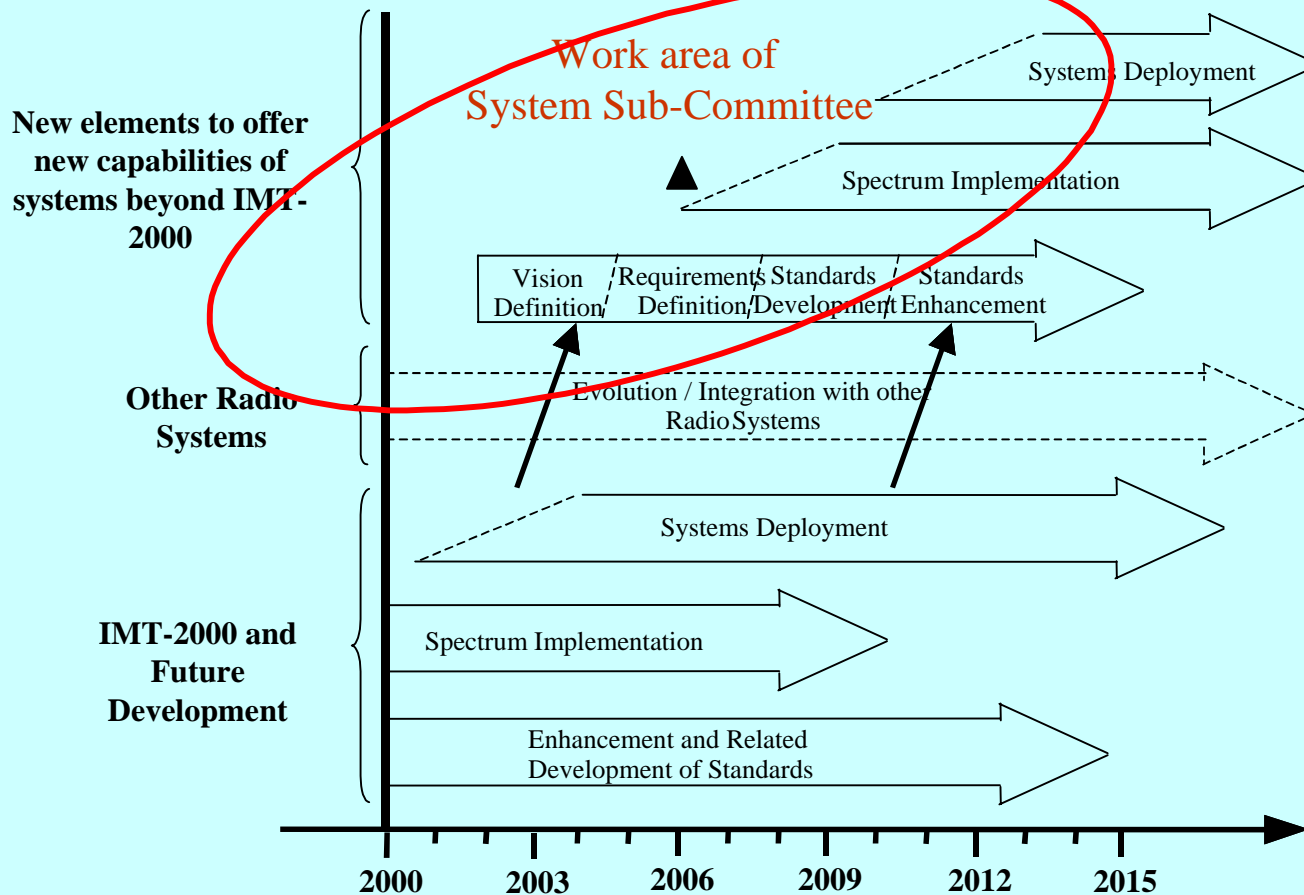 Work area of
System Sub-Committee
New elements to offer
new capabilities of
systems beyond IMT-
2000
Systems Deployment
Spectrum Implementation
Vision
Definition
Requirements
Definition
Standards
Development
Standards
Enhancement
Other Radio
Systems
Evolution / Integration with other
RadioSystems
IMT-2000 and
Future
Development
Systems Deployment
Spectrum Implementation
Enhancement and Related
Development of Standards
2000 2003 2006 2009 2012 2015